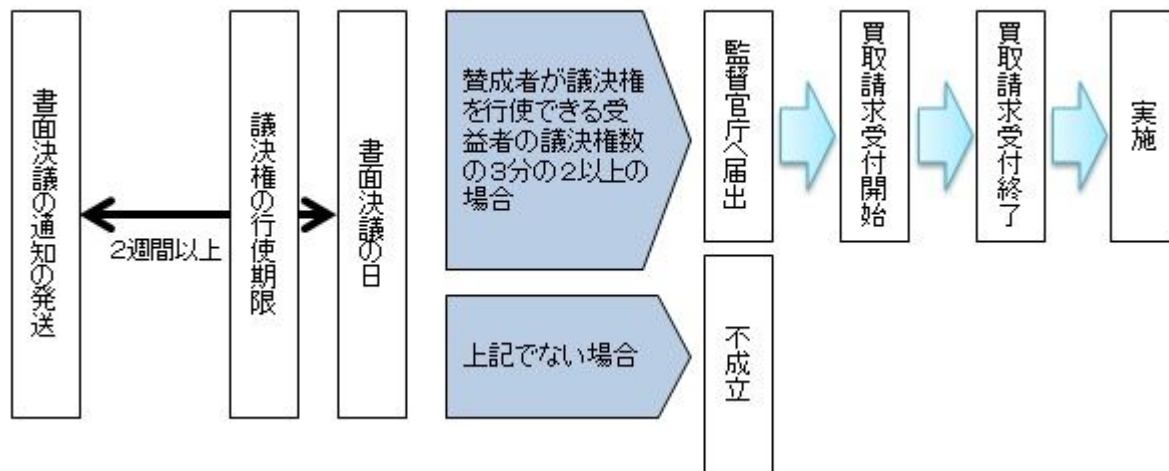 書面決議の通知の発送
2週間以上
議決権の行使期限
書面決議の日
賛成者が議決権
を行使できる受
益者の議決権数
の3分の2以上の
場合
監督官庁へ届出
買取請求受付開始
買取請求受付終了
実施
上記でない場合
不成立